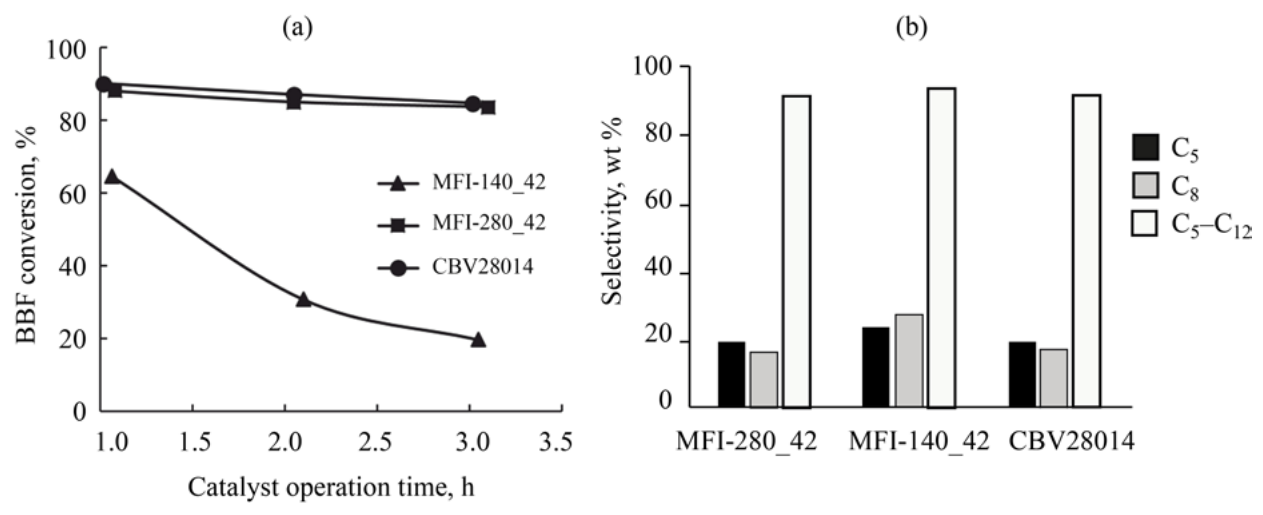 (a)
BBF conversion, %
100
80
60
40
20
0
1.0 1.5 2.0 2.5 3.0 3.5
Catalyst operation time, h
MFI-140_42
MFI-280_42
CBV28014
(b)
Selectivity, wt %
100
80
60
40
20
0
MFI-280_42 MFI-140_42 CBV28014
C₅
C₈
C₅–C₁₂